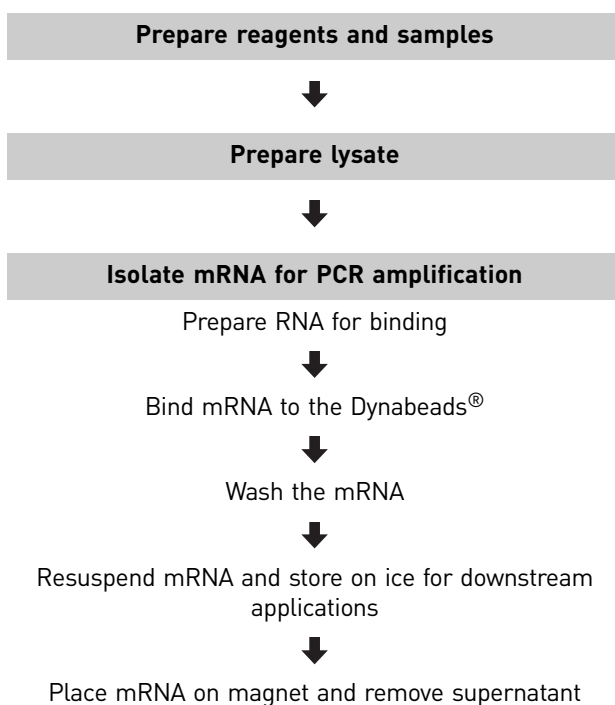 Prepare reagents and samples
Prepare lysate
Isolate mRNA for PCR amplification
Prepare RNA for binding
Bind mRNA to the Dynabeads®
Wash the mRNA
Resuspend mRNA and store on ice for downstream
applications
Place mRNA on magnet and remove supernatant